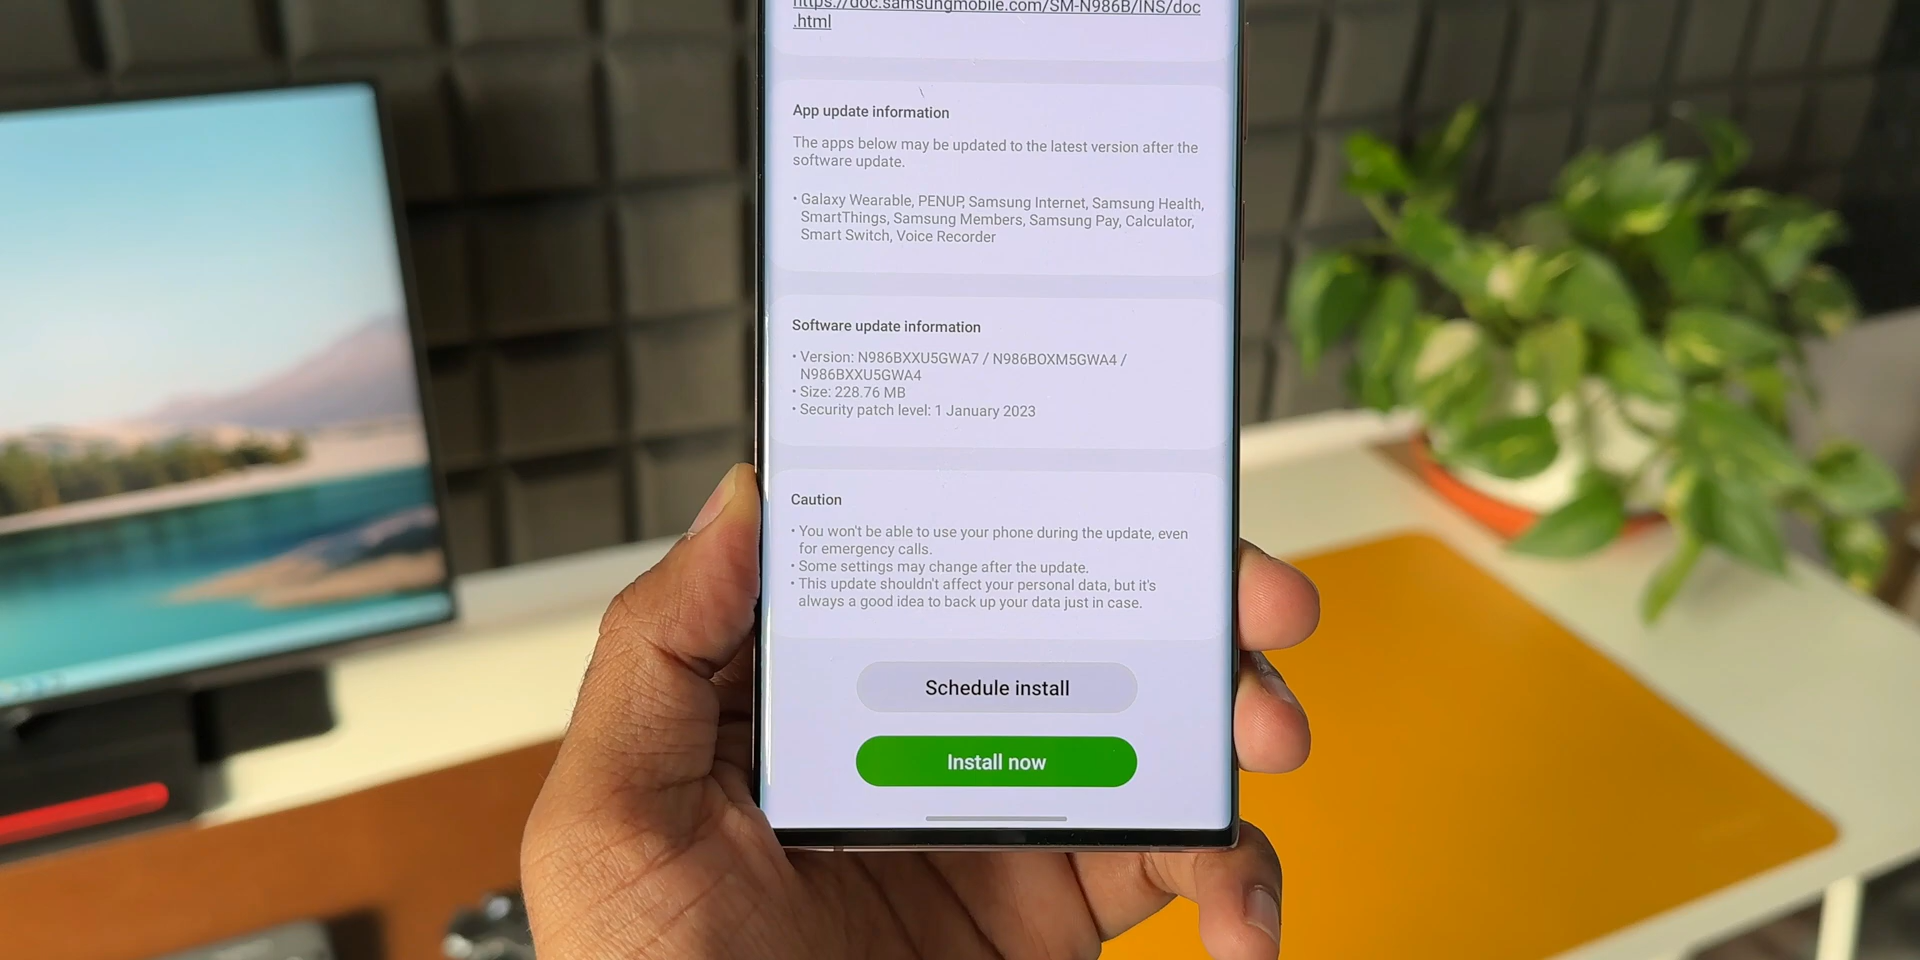 https://doc.samsungmobile.com/SM-N986B/INS/doc
.html
App update information
The apps below may be updated to the latest version after the
software update.
• Galaxy Wearable, PENUP, Samsung Internet, Samsung Health,
SmartThings, Samsung Members, Samsung Pay, Calculator,
Smart Switch, Voice Recorder
Software update information
• Version: N986BXXU5GWA7 / N986BOXM5GWA4 /
N986BXXU5GWA4
• Size: 228.76 MB
• Security patch level: 1 January 2023
Caution
• You won't be able to use your phone during the update, even
for emergency calls.
• Some settings may change after the update.
• This update shouldn't affect your personal data, but it's
always a good idea to back up your data just in case.
Schedule install
Install now